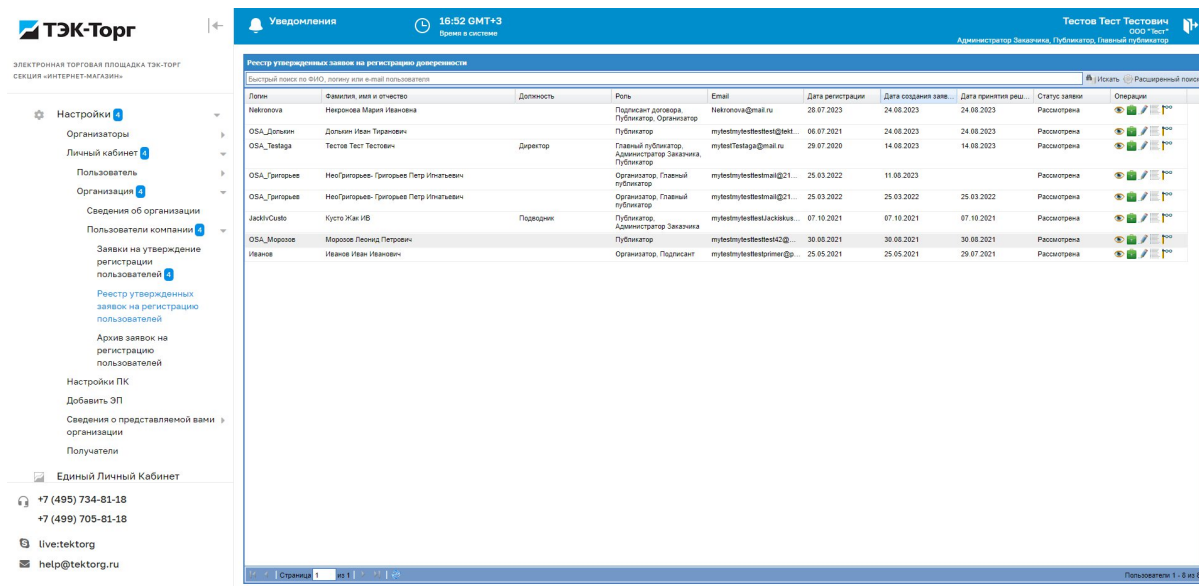 ТЭК-Торг
ЭЛЕКТРОННАЯ ТОРГОВАЯ ПЛОЩАДКА ТЭК-ТОРГ
СЕКЦИЯ «ИНТЕРНЕТ-МАГАЗИН»
Настройки 4
Организаторы
Личный кабинет 4
Пользователь
Организация 4
Сведения об организации
Пользователи компании 4
Заявки на утверждение
регистрации
пользователей 4
Реестр утвержденных
заявок на регистрацию
пользователей
Архив заявок на
регистрацию
пользователей
Настройки ПК
Добавить ЭП
Сведения о представляемой вами
организации
Получатели
Единый Личный Кабинет
+7 (495) 734-81-18
+7 (499) 705-81-18
live:tektorg
help@tektorg.ru
Уведомления
16:52 GMT+3
Время в системе
Тестов Тест Тестович
ООО "Тест"
Администратор Заказчика, Публикатор, Главный публикатор
Реестр утвержденных заявок на регистрацию доверенности
Быстрый поиск по ФИО, логину или e-mail пользователя Искать Расширенный поиск
Логин Фамилия, имя и отчество Должность Роль Email Дата регистрации Дата создания заяв... Дата принятия реш... Статус заявки Операции
Nekronova Некронова Мария Ивановна Подписант договора, Nekronova@mail.ru 28.07.2023 24.08.2023 24.08.2023 Рассмотрена
Публикатор, Организатор
OSA_Долькин Долькин Иван Тиранович Публикатор mytestmytesttesttest@tekt... 06.07.2021 24.08.2023 24.08.2023 Рассмотрена
OSA_Testaga Тестов Тест Тестович Директор Главный публикатор, mytestTestaga@mail.ru 29.07.2020 14.08.2023 14.08.2023 Рассмотрена
Администратор Заказчика,
Публикатор
OSA_Григорьев НеоГригорьев- Григорьев Петр Игнатьевич Организатор, Главный mytestmytesttestmail@21... 25.03.2022 11.08.2023 Рассмотрена
публикатор
OSA_Григорьев НеоГригорьев- Григорьев Петр Игнатьевич Организатор, Главный mytestmytesttestmail@21... 25.03.2022 25.03.2022 25.03.2022 Рассмотрена
публикатор
JackIvCusto Кусто Жак ИВ Подводник Публикатор, mytestmytesttestJackiskus... 07.10.2021 07.10.2021 07.10.2021 Рассмотрена
Администратор Заказчика
OSA_Морозов Морозов Леонид Петрович Публикатор mytestmytesttesttest42@... 30.08.2021 30.08.2021 30.08.2021 Рассмотрена
Иванов Иванов Иван Иванович Организатор, Подписант mytestmytesttestprimer@p... 25.05.2021 25.05.2021 29.07.2021 Рассмотрена
Страница 1 из 1
Пользователи 1 - 8 из 8